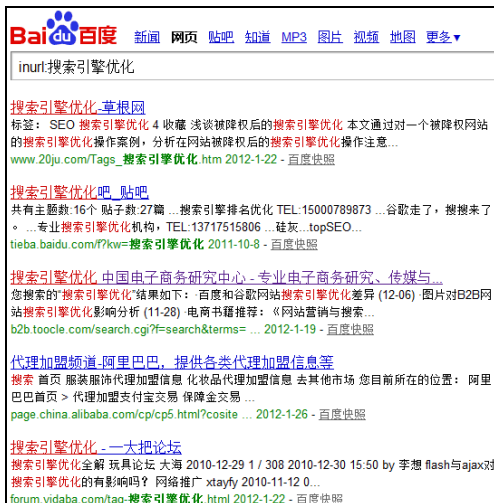 Bai du 百度 新闻 网页 贴吧 知道 MP3 图片 视频 地图 更多▼
inurl:搜索引擎优化
搜索引擎优化-草根网
标签： SEO 搜索引擎优化 4 收藏 浅谈被降权后的搜索引擎优化 本文通过对一个被降权网站
的搜索引擎优化操作案例，分析在网站被降权后的搜索引擎优化操作注意...
www.20ju.com/Tags_搜索引擎优化.htm 2012-1-22 - 百度快照
搜索引擎优化吧_贴吧
共有主题数:16个 贴子数:27篇 ...搜索引擎排名优化 TEL:15000789873 ...谷歌走了，搜搜来了
。 ...专业搜索引擎优化机构，TEL:13717515806 ...硅灰...topSEO...
tieba.baidu.com/f?kw=搜索引擎优化 2011-10-8 - 百度快照
搜索引擎优化 中国电子商务研究中心 - 专业电子商务研究、传媒与...
您搜索的"搜索引擎优化"结果如下： ·百度和谷歌网站搜索引擎优化差异 (12-06) ·图片对B2B网
站搜索引擎优化影响分析 (11-28) ·电商书籍推荐：《网站营销与搜索...
b2b.toocle.com/search.cgi?f=search&terms= ... 2012-1-19 - 百度快照
代理加盟频道-阿里巴巴，提供各类代理加盟信息等
搜索 首页 服装服饰代理加盟信息 化妆品代理加盟信息 去其他市场 您目前所在的位置： 阿里
巴巴首页 > 代理加盟支付宝交易 保障金交易 ...
page.china.alibaba.com/cp/cp5.html?cosite ... 2012-1-26 - 百度快照
搜索引擎优化 - 一大把论坛
搜索引擎优化全解 玩具论坛 大海 2010-12-29 1 / 308 2010-12-30 15:50 by 李想 flash与ajax对
搜索引擎优化的有影响吗？ 网络推广 xtayfy 2010-11-12 0...
forum.yidaba.com/tag-搜索引擎优化.html 2012-1-22 - 百度快照